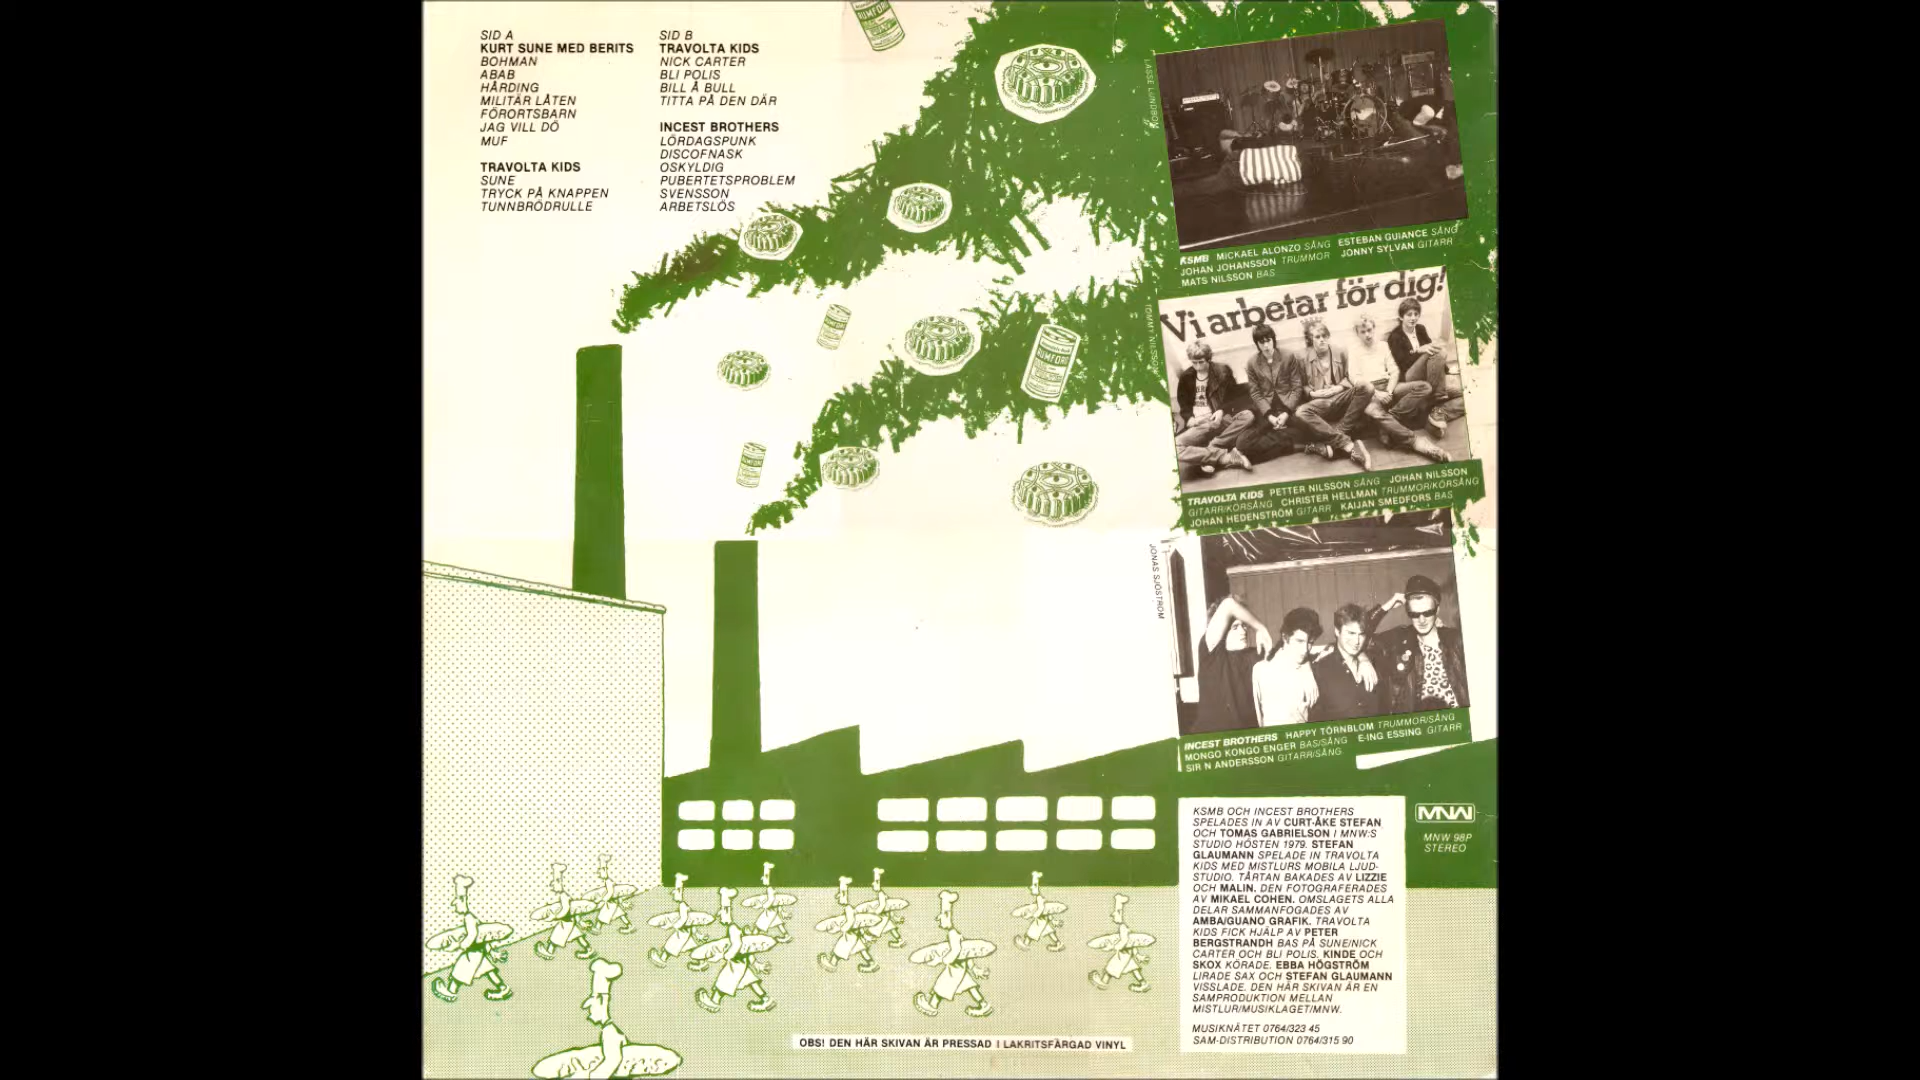 SID A
KURT SUNE MED BERITS
BOHMAN
ABAB
HÅRDING
MILITÄR LÅTEN
FÖRORTSBARN
JAG VILL DÖ
MUF
TRAVOLTA KIDS
SUNE
TRYCK PÅ KNAPPEN
TUNNBRÖDRULLE
SID B
TRAVOLTA KIDS
NICK CARTER
BLI POLIS
BILL Å BULL
TITTA PÅ DEN DÄR
INCEST BROTHERS
LÖRDAGSPUNK
DISCOFNASK
OSKYLDIG
PUBERTETSPROBLEM
SVENSSON
ARBETSLÖS
RUMFORD
RUMFORD
LASSE LUNDBOM
KSMB MICKAEL ALONZO SÅNG ESTEBAN GUIANCE SÅNG
JOHAN JOHANSSON TRUMMOR JONNY SYLVAN GITARR
MATS NILSSON BAS
TOMMY NILSSON
Vi arbetar för dig!
TRAVOLTA KIDS PETTER NILSSON SÅNG JOHAN NILSSON
GITARR/KÖRSÅNG CHRISTER HELLMAN TRUMMOR/KÖRSÅNG
JOHAN HEDENSTRÖM GITARR KAIJAN SMEDFORS BAS
JONAS SJÖSTRÖM
INCEST BROTHERS HAPPY TÖRNBLOM TRUMMOR/SÅNG
MONGO KONGO ENGER BAS/SÅNG E-ING ESSING GITARR
SIR N ANDERSSON GITARR/SÅNG
KSMB OCH INCEST BROTHERS
SPELADES IN AV CURT-ÅKE STEFAN
OCH TOMAS GABRIELSON I MNW:S
STUDIO HÖSTEN 1979. STEFAN
GLAUMANN SPELADE IN TRAVOLTA
KIDS MED MISTLURS MOBILA LJUD-
STUDIO. TÅRTAN BAKADES AV LIZZIE
OCH MALIN. DEN FOTOGRAFERADES
AV MIKAEL COHEN. OMSLAGETS ALLA
DELAR SAMMANFOGADES AV
AMBA/GUANO GRAFIK. TRAVOLTA
KIDS FICK HJÄLP AV PETER
BERGSTRANDH BAS PÅ SUNE/NICK
CARTER OCH BLI POLIS. KINDE OCH
SKOX KÖRADE. EBBA HÖGSTRÖM
LIRADE SAX OCH STEFAN GLAUMANN
VISSLADE. DEN HÄR SKIVAN ÄR EN
SAMPRODUKTION MELLAN
MISTLUR/MUSIKLAGET/MNW.
MUSIKNÄTET 0764/323 45
SAM-DISTRIBUTION 0764/315 90
MNW
MNW 98P
STEREO
OBS! DEN HÄR SKIVAN ÄR PRESSAD I LAKRITSFÄRGAD VINYL